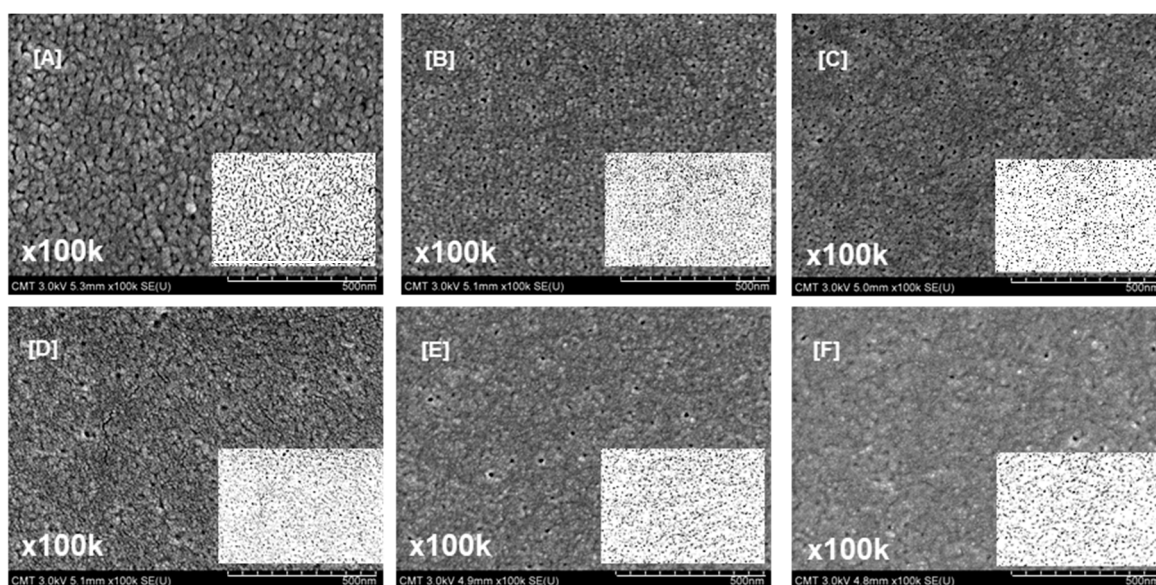 [A]
x100k
CMT 3.0kV 5.3mm x100k SE(U)
500nm
[B]
x100k
CMT 3.0kV 5.1mm x100k SE(U)
500nm
[C]
x100k
CMT 3.0kV 5.0mm x100k SE(U)
500nm
[D]
x100k
CMT 3.0kV 5.1mm x100k SE(U)
500nm
[E]
x100k
CMT 3.0kV 4.9mm x100k SE(U)
500nm
[F]
x100k
CMT 3.0kV 4.8mm x100k SE(U)
500nm